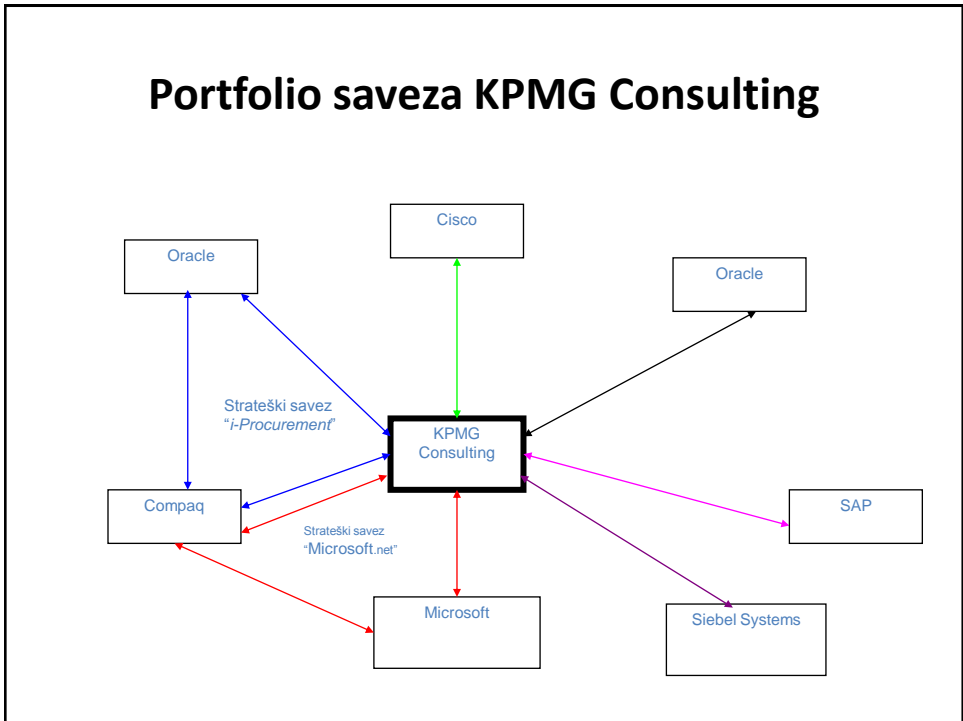 Portfolio saveza KPMG Consulting
Cisco
Oracle
Oracle
Strateški savez
“i-Procurement”
KPMG
Consulting
Compaq
SAP
Strateški savez
“Microsoft.net”
Microsoft
Siebel Systems